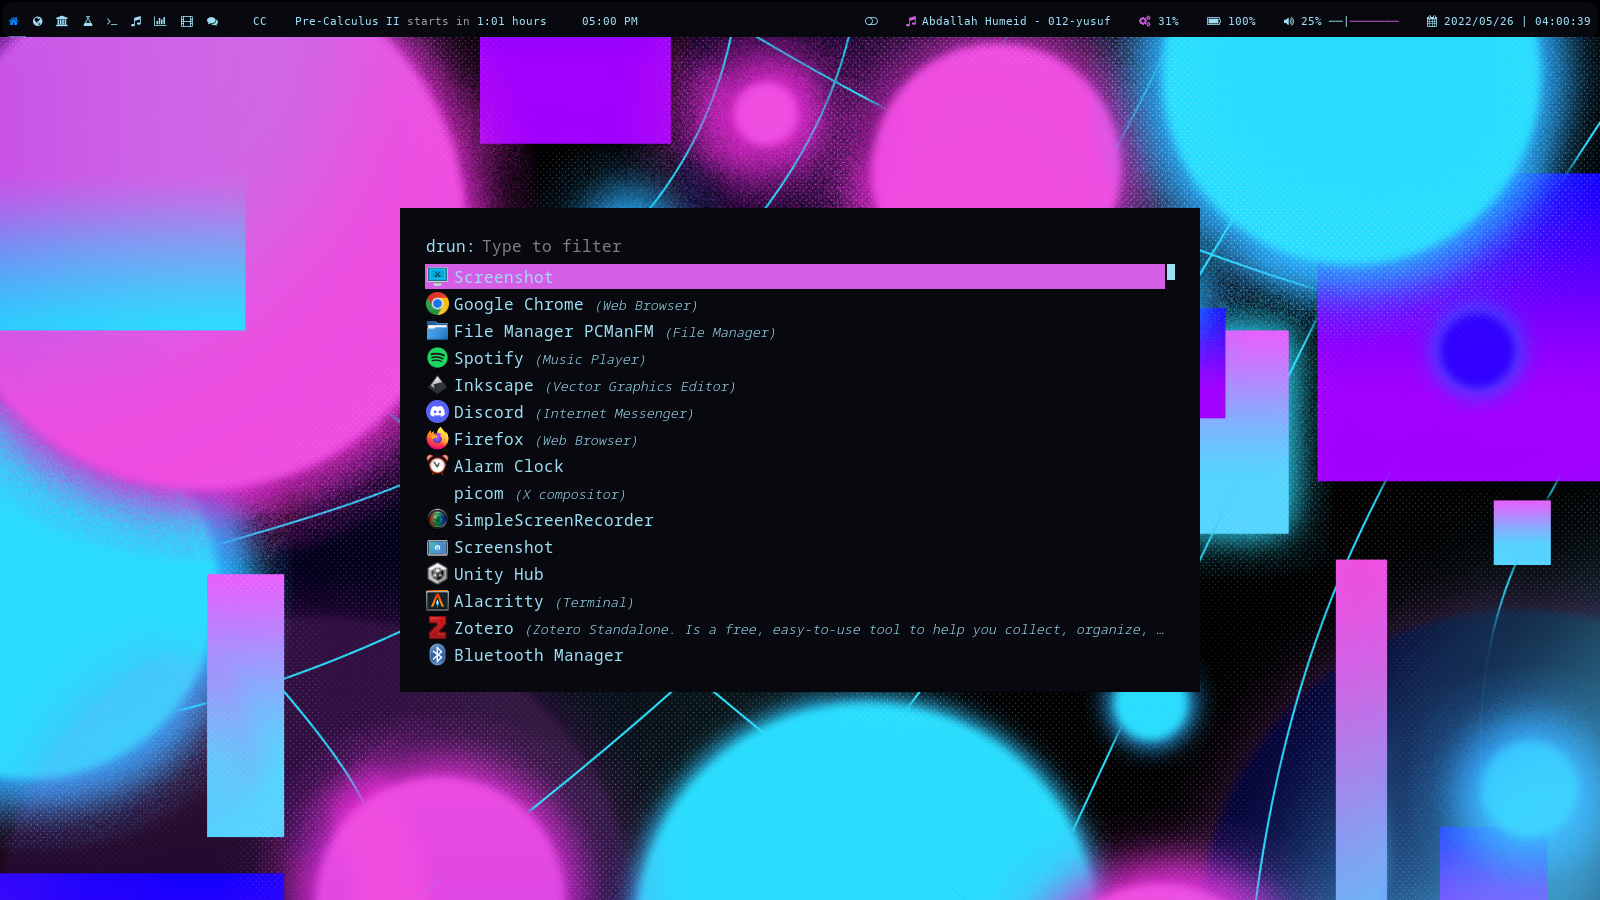 CC Pre-Calculus II starts in 1:01 hours 05:00 PM Abdallah Humeid - 012-yusuf 31% 100% 25% 2022/05/26 | 04:00:39
drun: Type to filter
Screenshot
Google Chrome (Web Browser)
File Manager PCManFM (File Manager)
Spotify (Music Player)
Inkscape (Vector Graphics Editor)
Discord (Internet Messenger)
Firefox (Web Browser)
Alarm Clock
picom (X compositor)
SimpleScreenRecorder
Screenshot
Unity Hub
Alacritty (Terminal)
Zotero (Zotero Standalone. Is a free, easy-to-use tool to help you collect, organize, …
Bluetooth Manager